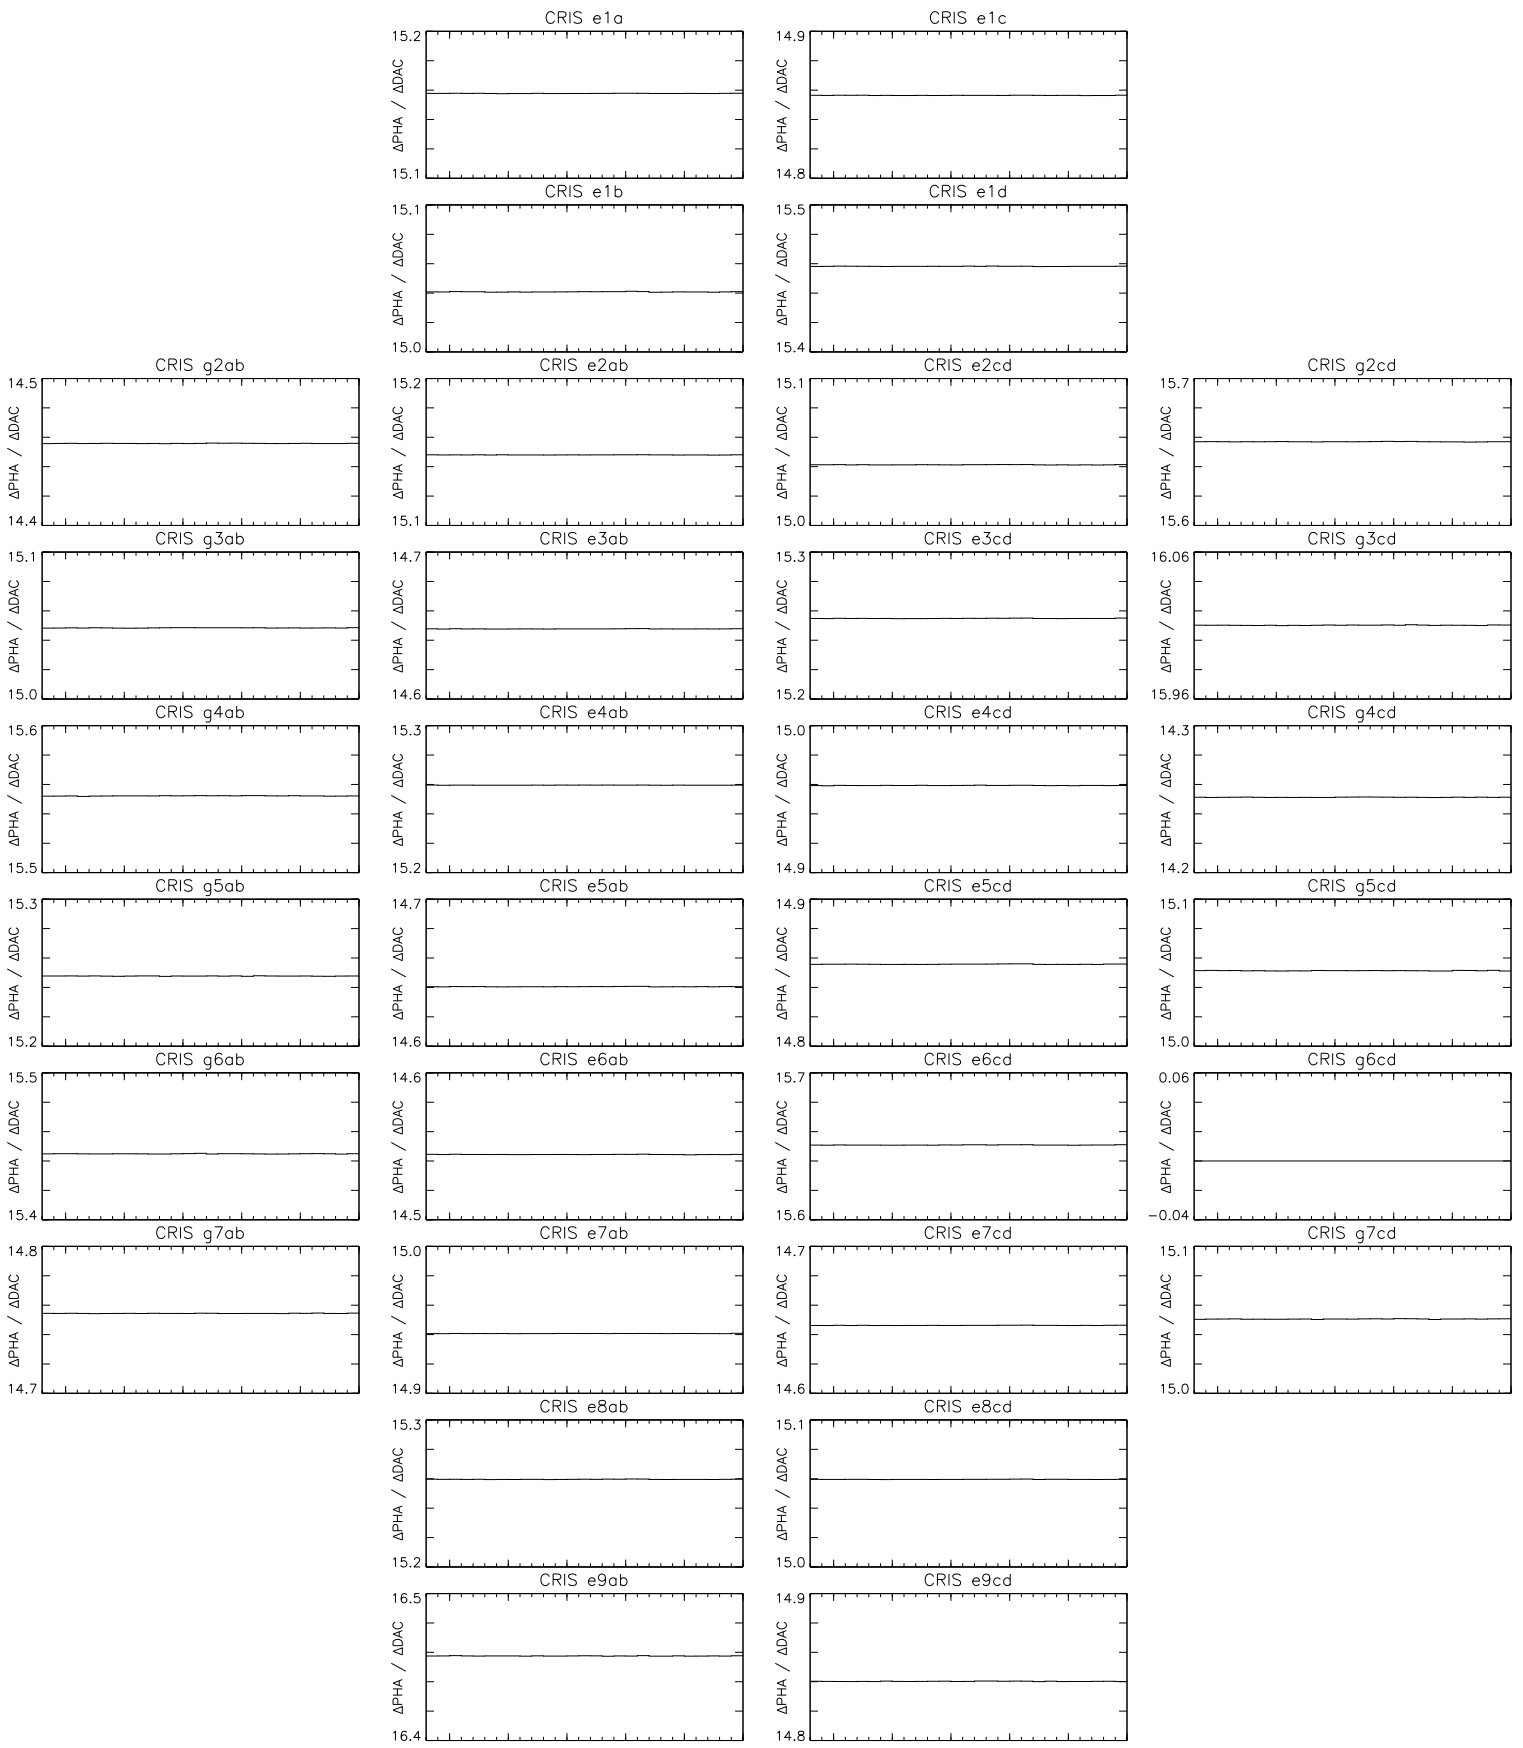 CRIS e1a
15.2
ΔPHA / ΔDAC
15.1
CRIS e1c
14.9
ΔPHA / ΔDAC
14.8
CRIS e1b
15.1
ΔPHA / ΔDAC
15.0
CRIS e1d
15.5
ΔPHA / ΔDAC
15.4
CRIS g2ab
14.5
ΔPHA / ΔDAC
14.4
CRIS e2ab
15.2
ΔPHA / ΔDAC
15.1
CRIS e2cd
15.1
ΔPHA / ΔDAC
15.0
CRIS g2cd
15.7
ΔPHA / ΔDAC
15.6
CRIS g3ab
15.1
ΔPHA / ΔDAC
15.0
CRIS e3ab
14.7
ΔPHA / ΔDAC
14.6
CRIS e3cd
15.3
ΔPHA / ΔDAC
15.2
CRIS g3cd
16.06
ΔPHA / ΔDAC
15.96
CRIS g4ab
15.6
ΔPHA / ΔDAC
15.5
CRIS e4ab
15.3
ΔPHA / ΔDAC
15.2
CRIS e4cd
15.0
ΔPHA / ΔDAC
14.9
CRIS g4cd
14.3
ΔPHA / ΔDAC
14.2
CRIS g5ab
15.3
ΔPHA / ΔDAC
15.2
CRIS e5ab
14.7
ΔPHA / ΔDAC
14.6
CRIS e5cd
14.9
ΔPHA / ΔDAC
14.8
CRIS g5cd
15.1
ΔPHA / ΔDAC
15.0
CRIS g6ab
15.5
ΔPHA / ΔDAC
15.4
CRIS e6ab
14.6
ΔPHA / ΔDAC
14.5
CRIS e6cd
15.7
ΔPHA / ΔDAC
15.6
CRIS g6cd
0.06
ΔPHA / ΔDAC
−0.04
CRIS g7ab
14.8
ΔPHA / ΔDAC
14.7
CRIS e7ab
15.0
ΔPHA / ΔDAC
14.9
CRIS e7cd
14.7
ΔPHA / ΔDAC
14.6
CRIS g7cd
15.1
ΔPHA / ΔDAC
15.0
CRIS e8ab
15.3
ΔPHA / ΔDAC
15.2
CRIS e8cd
15.1
ΔPHA / ΔDAC
15.0
CRIS e9ab
16.5
ΔPHA / ΔDAC
16.4
CRIS e9cd
14.9
ΔPHA / ΔDAC
14.8